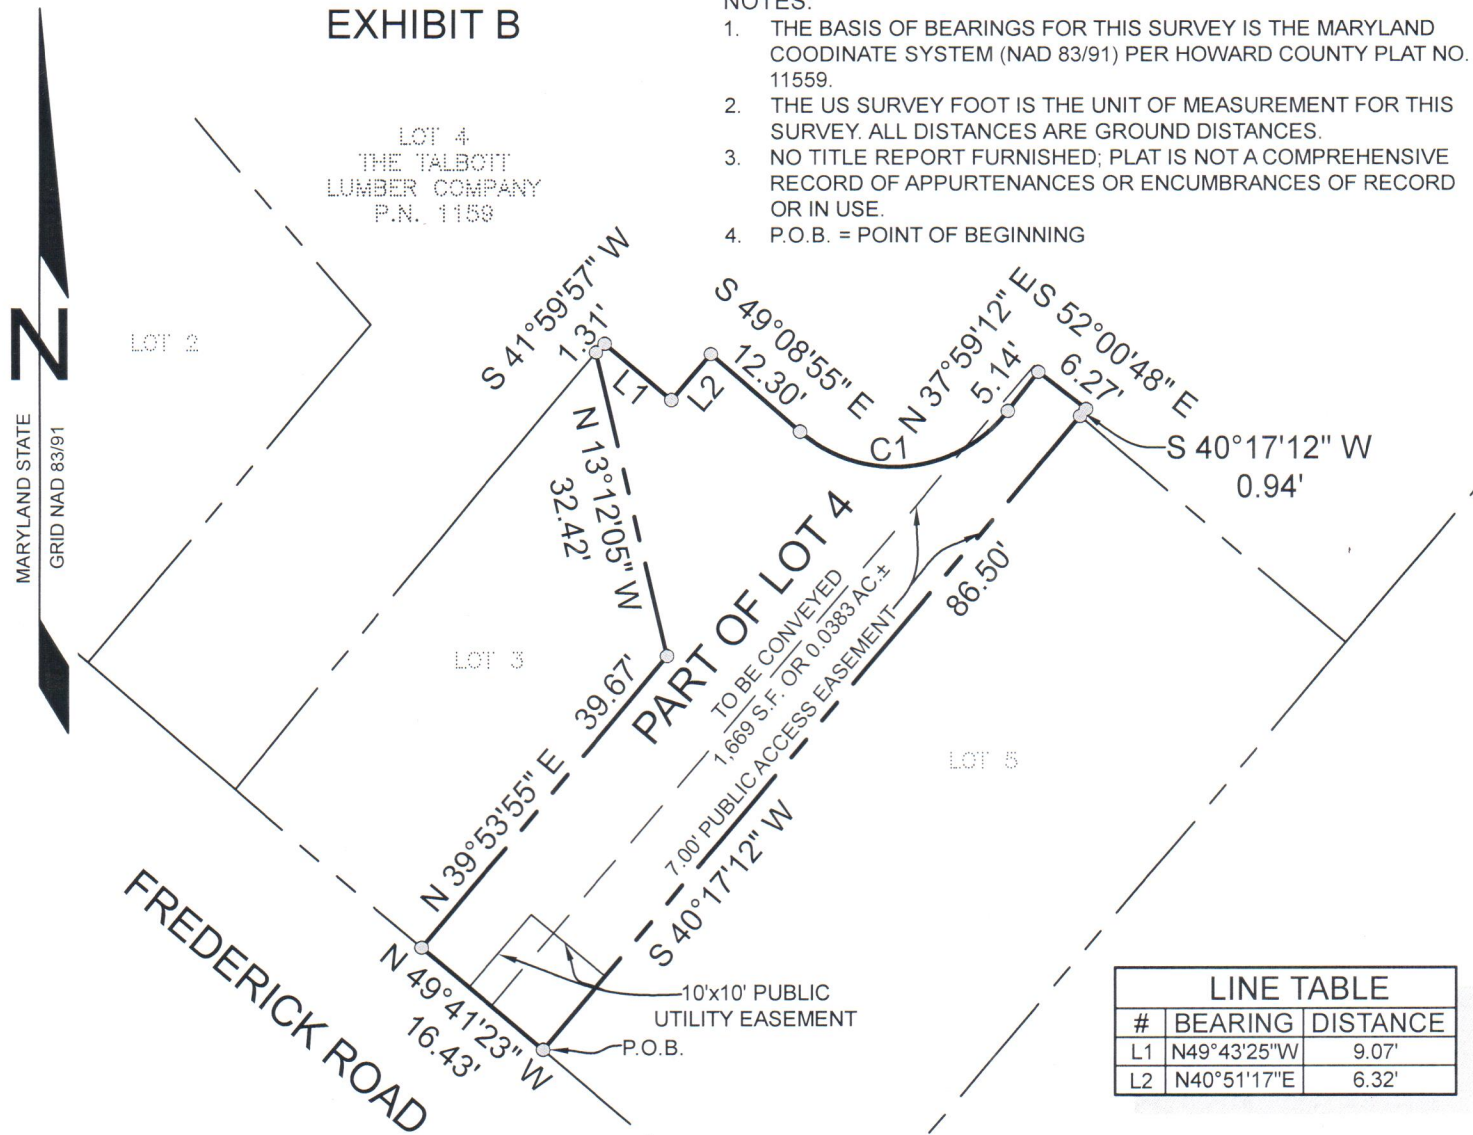 EXHIBIT B
NOTES:
1. THE BASIS OF BEARINGS FOR THIS SURVEY IS THE MARYLAND
COODINATE SYSTEM (NAD 83/91) PER HOWARD COUNTY PLAT NO.
11559.
2. THE US SURVEY FOOT IS THE UNIT OF MEASUREMENT FOR THIS
SURVEY. ALL DISTANCES ARE GROUND DISTANCES.
3. NO TITLE REPORT FURNISHED; PLAT IS NOT A COMPREHENSIVE
RECORD OF APPURTENANCES OR ENCUMBRANCES OF RECORD
OR IN USE.
4. P.O.B. = POINT OF BEGINNING
LOT 4
THE TALBOTT
LUMBER COMPANY
P.N. 1159
N
MARYLAND STATE
GRID NAD 83/91
LOT 2
S 41°59'57" W
1.31'
L1
L2
S 49°08'55" E
12.30'
C1
N 37°59'12" E
5.14'
S 52°00'48" E
6.27'
S 40°17'12" W
0.94'
N 13°12'05" W
32.42'
LOT 3
39.67'
N 39°53'55" E
PART OF LOT 4
TO BE CONVEYED
1,669 S.F. OR 0.0383 AC.±
7.00' PUBLIC ACCESS EASEMENT
86.50'
S 40°17'12" W
LOT 5
FREDERICK ROAD
N 49°41'23" W
16.43'
10'x10' PUBLIC
UTILITY EASEMENT
P.O.B.
LINE TABLE
# BEARING DISTANCE
L1 N49°43'25"W 9.07'
L2 N40°51'17"E 6.32'